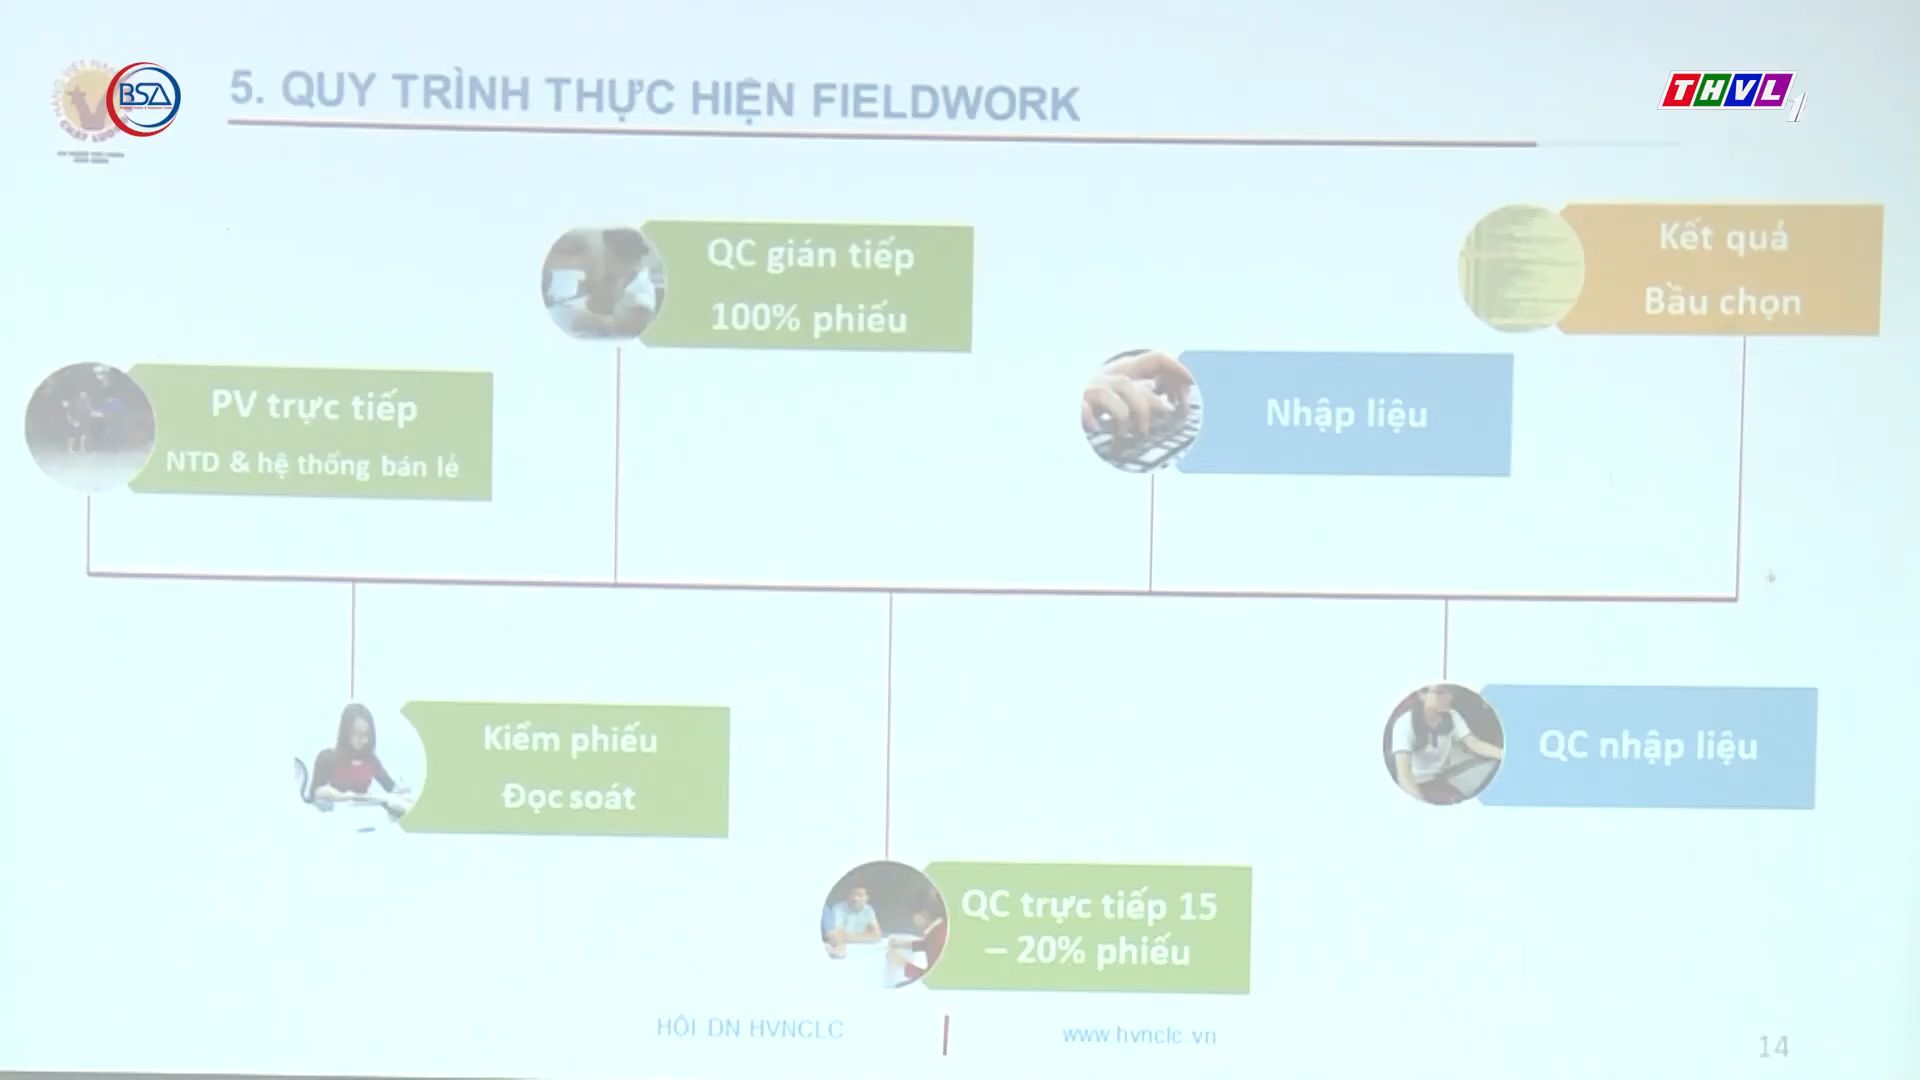 BSA
5. QUY TRÌNH THỰC HIỆN FIELDWORK
THVL1
PV trực tiếp
NTD & hệ thống bán lẻ
Kiểm phiếu
Đọc soát
QC gián tiếp
100% phiếu
QC trực tiếp 15
– 20% phiếu
Nhập liệu
QC nhập liệu
Kết quả
Bầu chọn
HỘI DN HVNCLC
www.hvnclc.vn
14